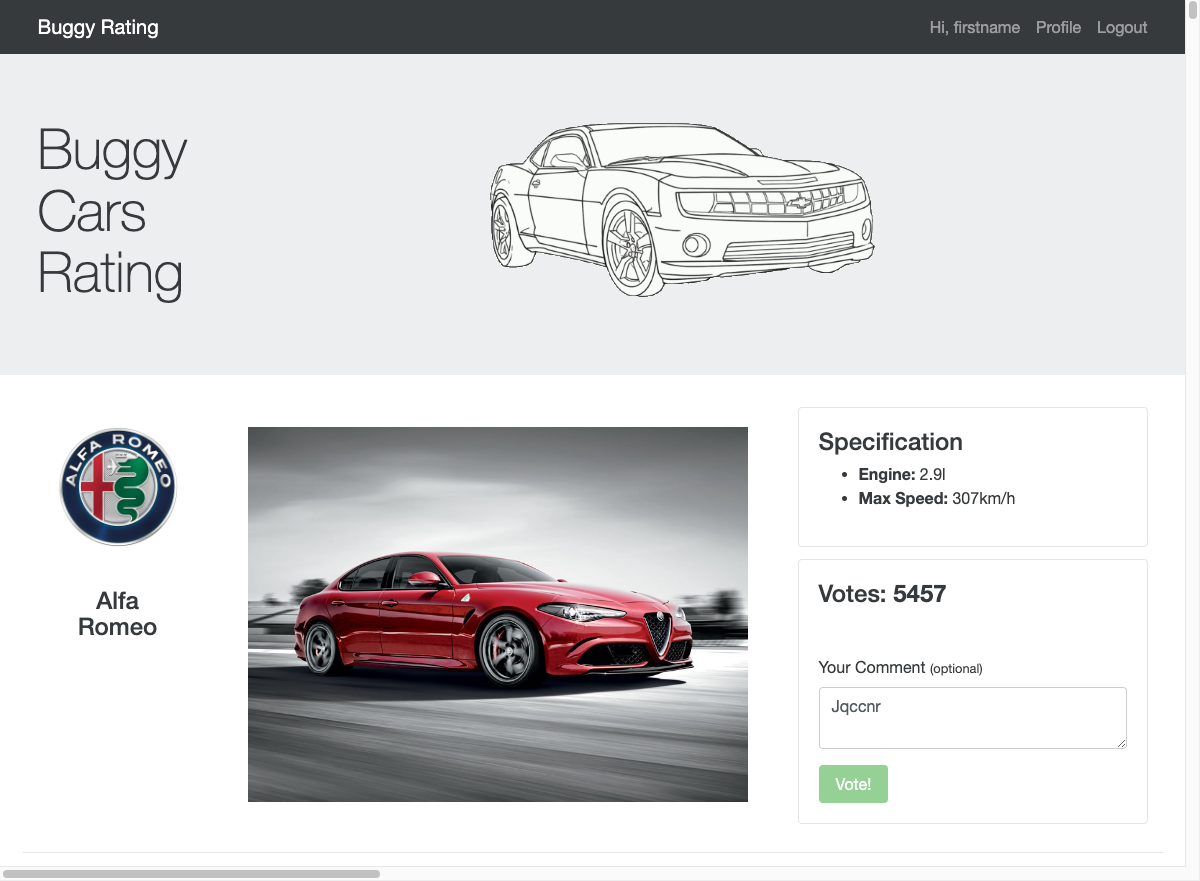 Buggy Rating
Hi, firstname Profile Logout
Buggy
Cars
Rating
ALFA ROMEO
Alfa
Romeo
Specification
Engine: 2.9l
Max Speed: 307km/h
Votes: 5457
Your Comment (optional)
Jqccnr
Vote!